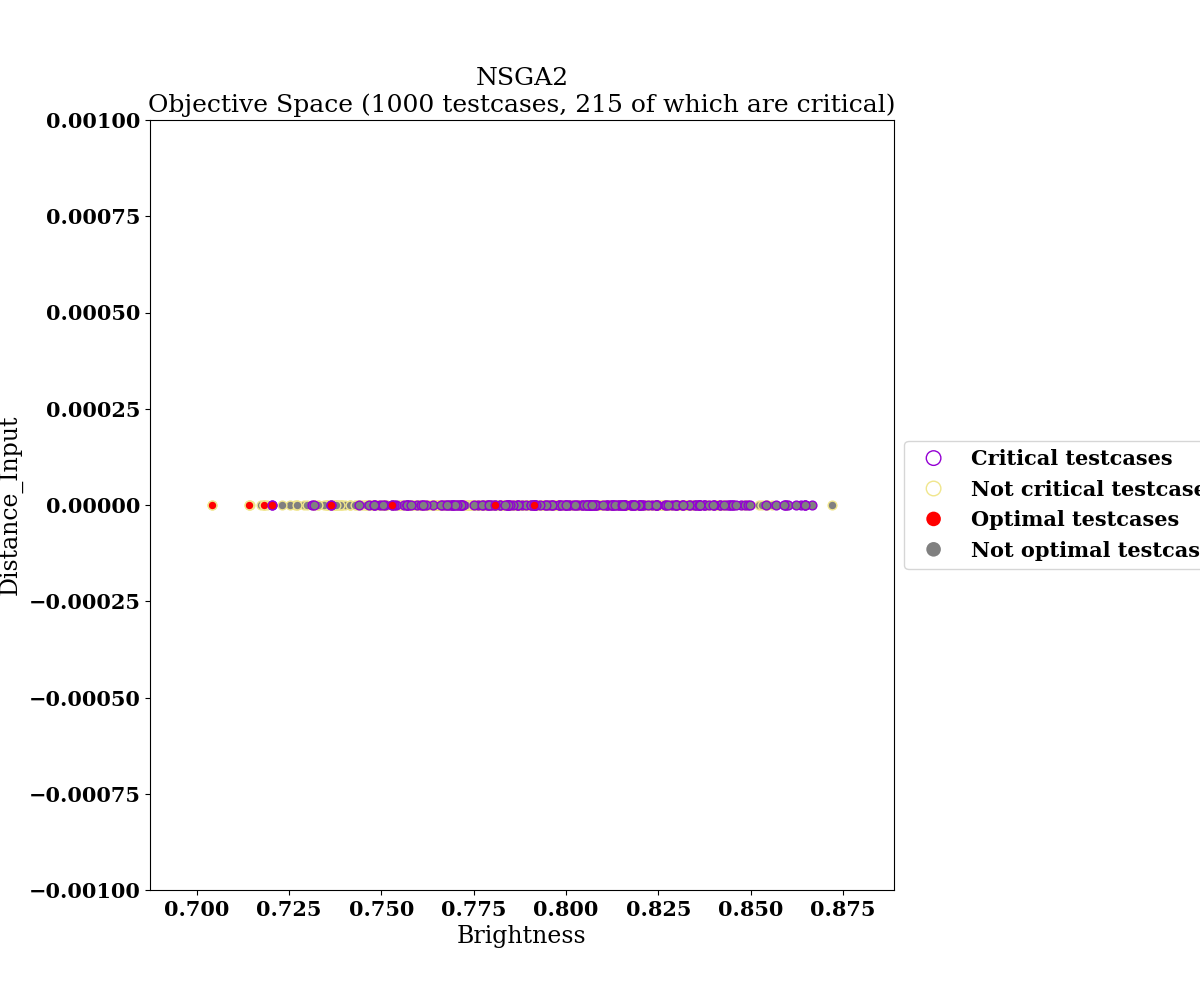 NSGA2
Objective Space (1000 testcases, 215 of which are critical)
0.00100
0.00075
0.00050
0.00025
0.00000
−0.00025
−0.00050
−0.00075
−0.00100
Distance_Input
0.700 0.725 0.750 0.775 0.800 0.825 0.850 0.875
Brightness
Critical testcases
Not critical testcase
Optimal testcases
Not optimal testcas